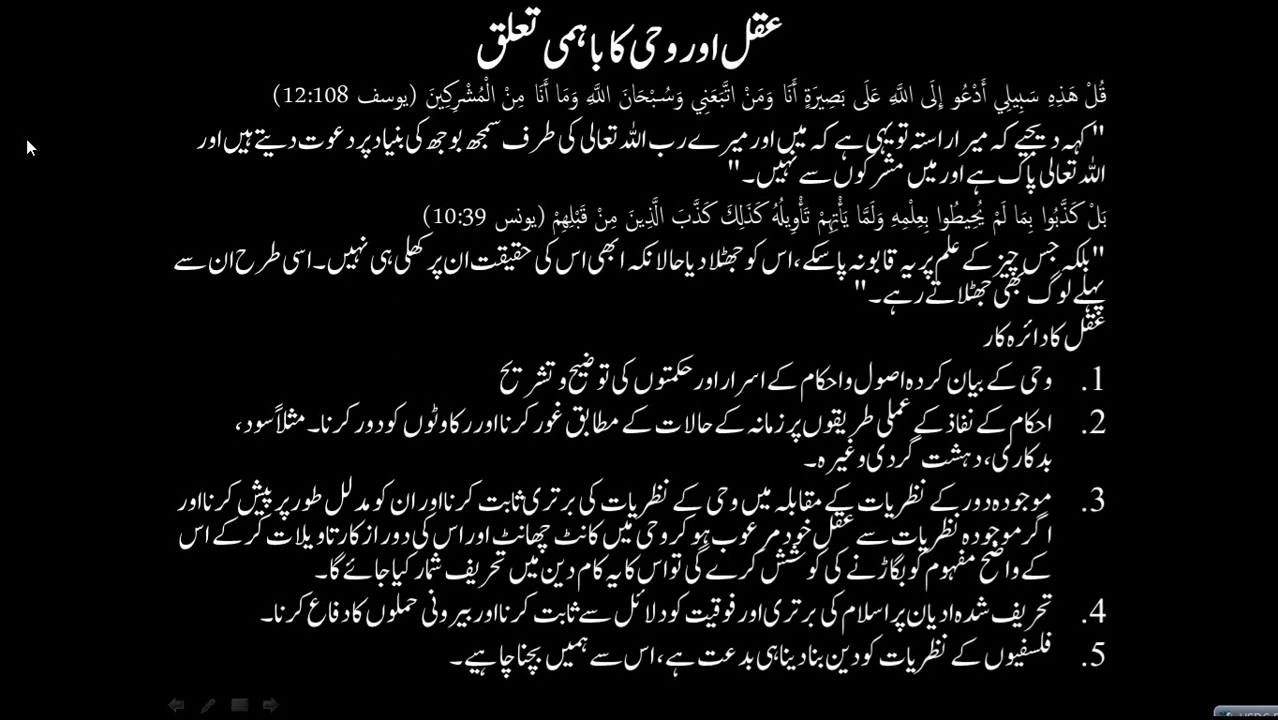 عقل اور وحی کا باہمی تعلق
قُلْ هَذِهِ سَبِيلِي أَدْعُو إِلَى اللَّهِ عَلَى بَصِيرَةٍ أَنَا وَمَنْ اتَّبَعَنِي وَسُبْحَانَ اللَّهِ وَمَا أَنَا مِنْ الْمُشْرِكِينَ (يوسف 12:108)
"کہہ دیجیے کہ میرا راستہ تو یہی ہے کہ میں اور میرے رب اللہ تعالی کی طرف سمجھ بوجھ کی بنیاد پر دعوت دیتے ہیں اور
اللہ تعالی پاک ہے اور میں مشرکوں سے نہیں۔"
بَلْ كَذَّبُوا بِمَا لَمْ يُحِيطُوا بِعِلْمِهِ وَلَمَّا يَأْتِهِمْ تَأْوِيلُهُ كَذَلِكَ كَذَّبَ الَّذِينَ مِنْ قَبْلِهِمْ (يونس 10:39)
"بلکہ جس چیز کے علم پر یہ قابو نہ پاسکے، اس کو جھٹلا دیا حالانکہ ابھی اس کی حقیقت ان پر کھلی ہی نہیں۔ اسی طرح ان سے
پہلے لوگ بھی جھٹلاتے رہے۔"
عقل کا دائرہ کار
1. وحی کے بیان کردہ اصول و احکام کے اسرار اور حکمتوں کی توضیح و تشریح
2. احکام کے نفاذ کے عملی طریقوں پر زمانہ کے حالات کے مطابق غور کرنا اور رکاوٹوں کو دور کرنا۔ مثلاً سود،
بدکاری، دہشت گردی وغیرہ۔
3. موجودہ دور کے نظریات کے مقابلہ میں وحی کے نظریات کی برتری ثابت کرنا اور ان کو مدلل طور پر پیش کرنا اور
اگر موجودہ نظریات سے عقل خود مرعوب ہو کر وحی میں کانٹ چھانٹ اور اس کی دور از کار تاویلات کر کے اس
کے واضح مفہوم کو بگاڑنے کی کوشش کرے گی تو اس کا یہ کام دین میں تحریف شمار کیا جائے گا۔
4. تحریف شدہ ادیان پر اسلام کی برتری اور فوقیت کو دلائل سے ثابت کرنا اور بیرونی حملوں کا دفاع کرنا۔
5. فلسفیوں کے نظریات کو دین بنا دینا ہی بدعت ہے، اس سے ہمیں بچنا چاہیے۔